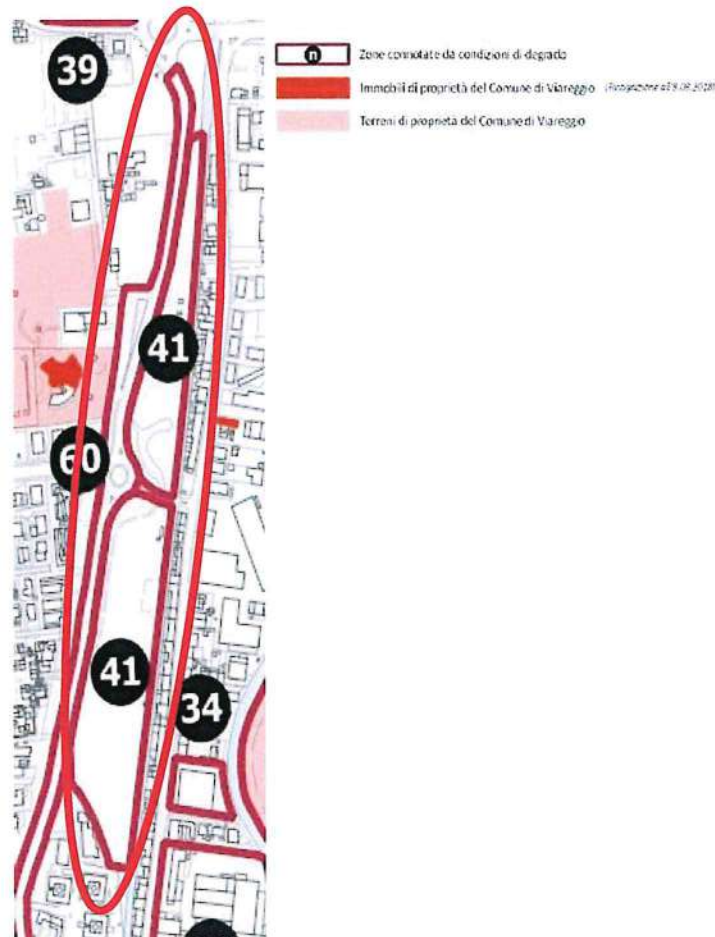 39
n Zone connotate da condizioni di degrado
Immobili di proprietà del Comune di Viareggio
Terreni di proprietà del Comune di Viareggio
41
60
41
34